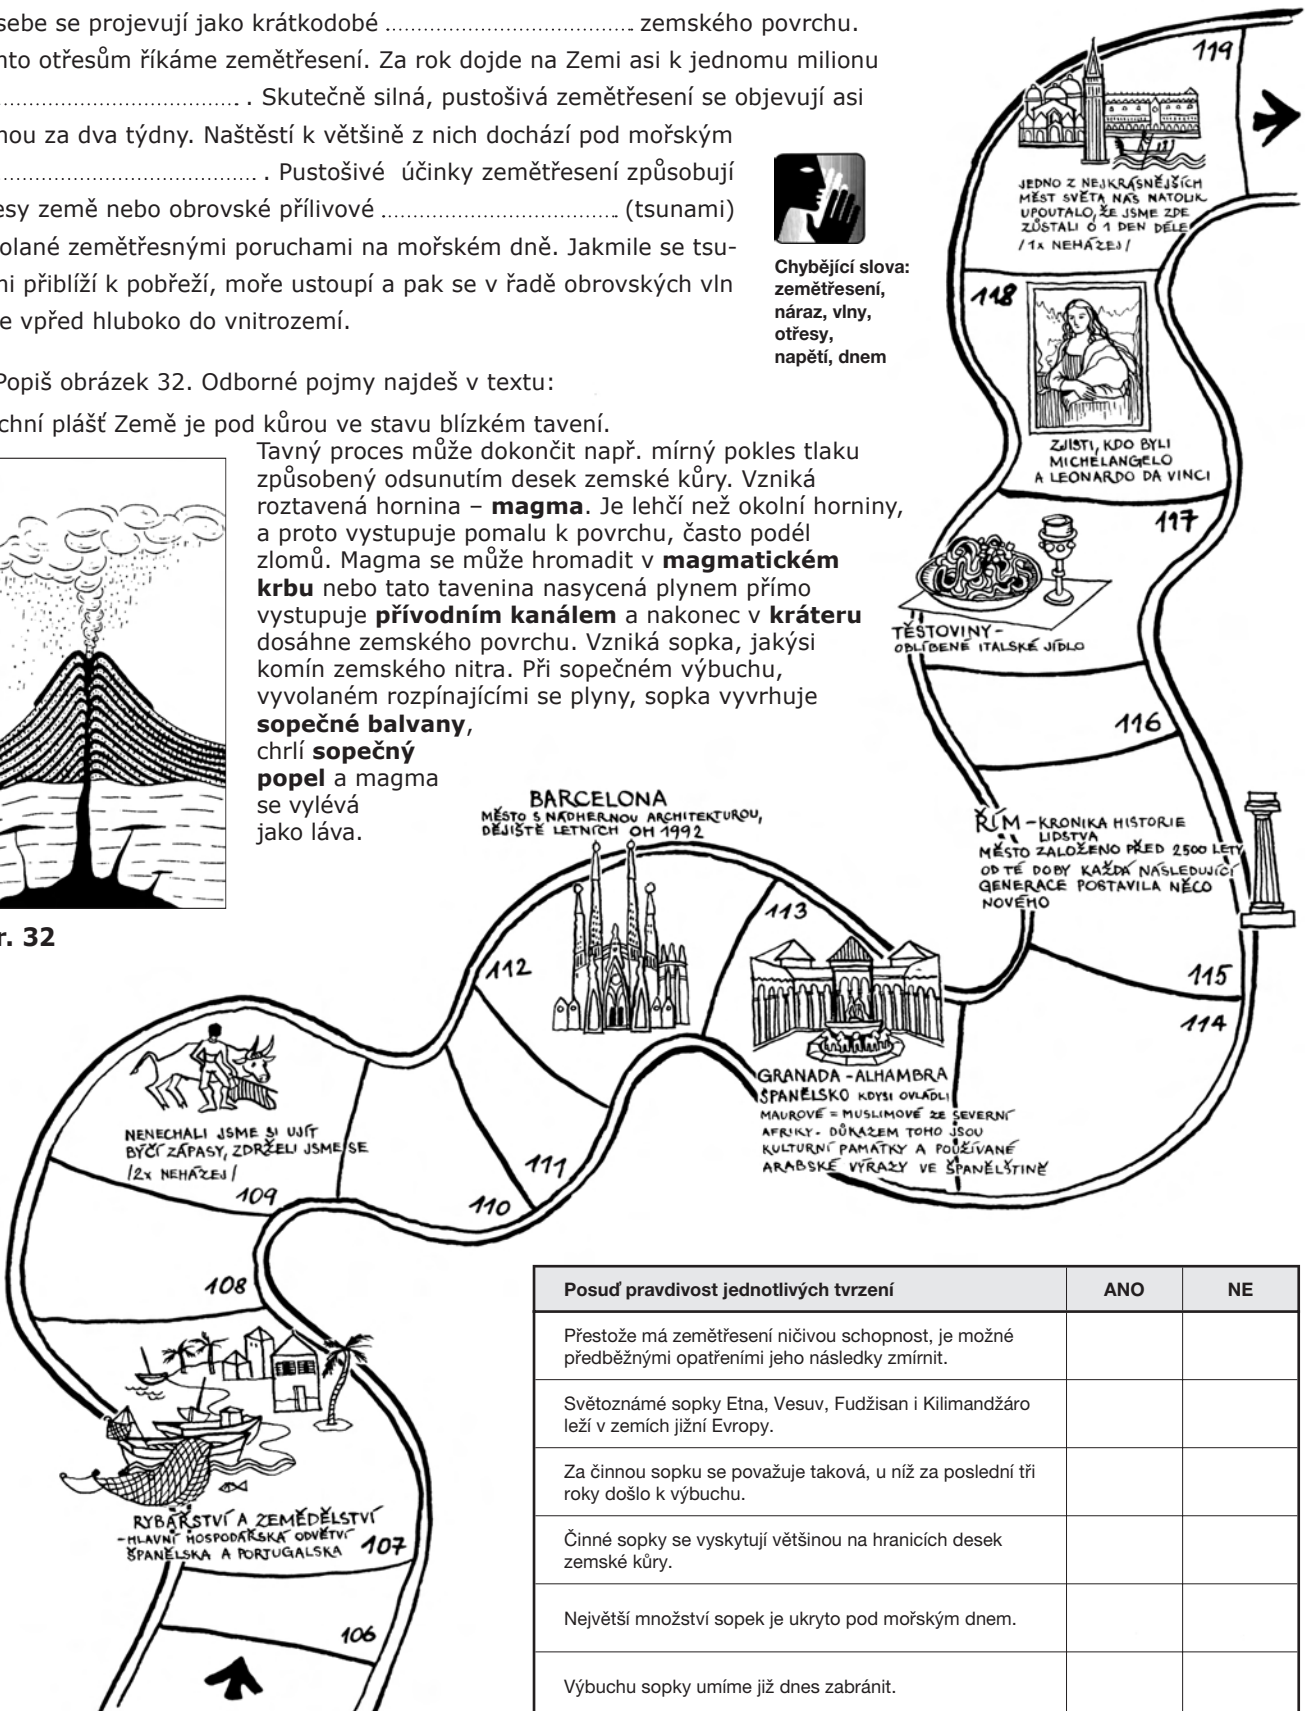 sebe se projevují jako krátkodobé ........................................ zemského povrchu.
nto otřesům říkáme zemětřesení. Za rok dojde na Zemi asi k jednomu milionu
........................................ . Skutečně silná, pustošivá zemětřesení se objevují asi
nou za dva týdny. Naštěstí k většině z nich dochází pod mořským
........................................ . Pustošivé účinky zemětřesení způsobují
esy země nebo obrovské přílivové ........................................ (tsunami)
olané zemětřesnými poruchami na mořském dně. Jakmile se tsu-
ni přiblíží k pobřeží, moře ustoupí a pak se v řadě obrovských vln
e vpřed hluboko do vnitrozemí.
Chybějící slova:
zemětřesení,
náraz, vlny,
otřesy,
napětí, dnem
Popiš obrázek 32. Odborné pojmy najdeš v textu:
chní plášť Země je pod kůrou ve stavu blízkém tavení.
Tavný proces může dokončit např. mírný pokles tlaku
způsobený odsunutím desek zemské kůry. Vzniká
roztavená hornina – magma. Je lehčí než okolní horniny,
a proto vystupuje pomalu k povrchu, často podél
zlomů. Magma se může hromadit v magmatickém
krbu nebo tato tavenina nasycená plynem přímo
vystupuje přívodním kanálem a nakonec v kráteru
dosáhne zemského povrchu. Vzniká sopka, jakýsi
komín zemského nitra. Při sopečném výbuchu,
vyvolaném rozpínajícími se plyny, sopka vyvrhuje
sopečné balvany,
chrlí sopečný
popel a magma
se vylévá
jako láva.
r. 32
119
JEDNO Z NEJKRÁSNĚJŠÍCH
MĚST SVĚTA NÁS NATOLIK
UPOUTALO, ŽE JSME ZDE
ZŮSTALI O 1 DEN DÉLE
/1x NEHÁZEJ/
118
ZJISTI, KDO BYLI
MICHELANGELO
A LEONARDO DA VINCI
117
TĚSTOVINY-
OBLÍBENÉ ITALSKÉ JÍDLO
116
ŘÍM - KRONIKA HISTORIE
LIDSTVA
MĚSTO ZALOŽENO PŘED 2500 LETY
OD TÉ DOBY KAŽDÁ NÁSLEDUJÍCÍ
GENERACE POSTAVILA NĚCO
NOVÉHO
115
114
BARCELONA
MĚSTO S NÁDHERNOU ARCHITEKTUROU,
DĚJIŠTĚ LETNÍCH OH 1992
113
112
GRANADA - ALHAMBRA
ŠPANĚLSKO KDYSI OVLÁDLI
MAUROVÉ = MUSLIMOVÉ ZE SEVERNÍ
AFRIKY - DŮKAZEM TOHO JSOU
KULTURNÍ PAMÁTKY A POUŽÍVANÉ
ARABSKÉ VÝRAZY VE ŠPANĚLŠTINĚ
111
110
NENECHALI JSME SI UJÍT
BÝČÍ ZÁPASY, ZDRŽELI JSME SE
/2x NEHÁZEJ/
109
108
RYBÁŘSTVÍ A ZEMĚDĚLSTVÍ
-HLAVNÍ HOSPODÁŘSKÁ ODVĚTVÍ
ŠPANĚLSKA A PORTUGALSKA
107
106
Posuď pravdivost jednotlivých tvrzení ANO NE
Přestože má zemětřesení ničivou schopnost, je možné
předběžnými opatřeními jeho následky zmírnit.
Světoznámé sopky Etna, Vesuv, Fudžisan i Kilimandžáro
leží v zemích jižní Evropy.
Za činnou sopku se považuje taková, u níž za poslední tři
roky došlo k výbuchu.
Činné sopky se vyskytují většinou na hranicích desek
zemské kůry.
Největší množství sopek je ukryto pod mořským dnem.
Výbuchu sopky umíme již dnes zabránit.